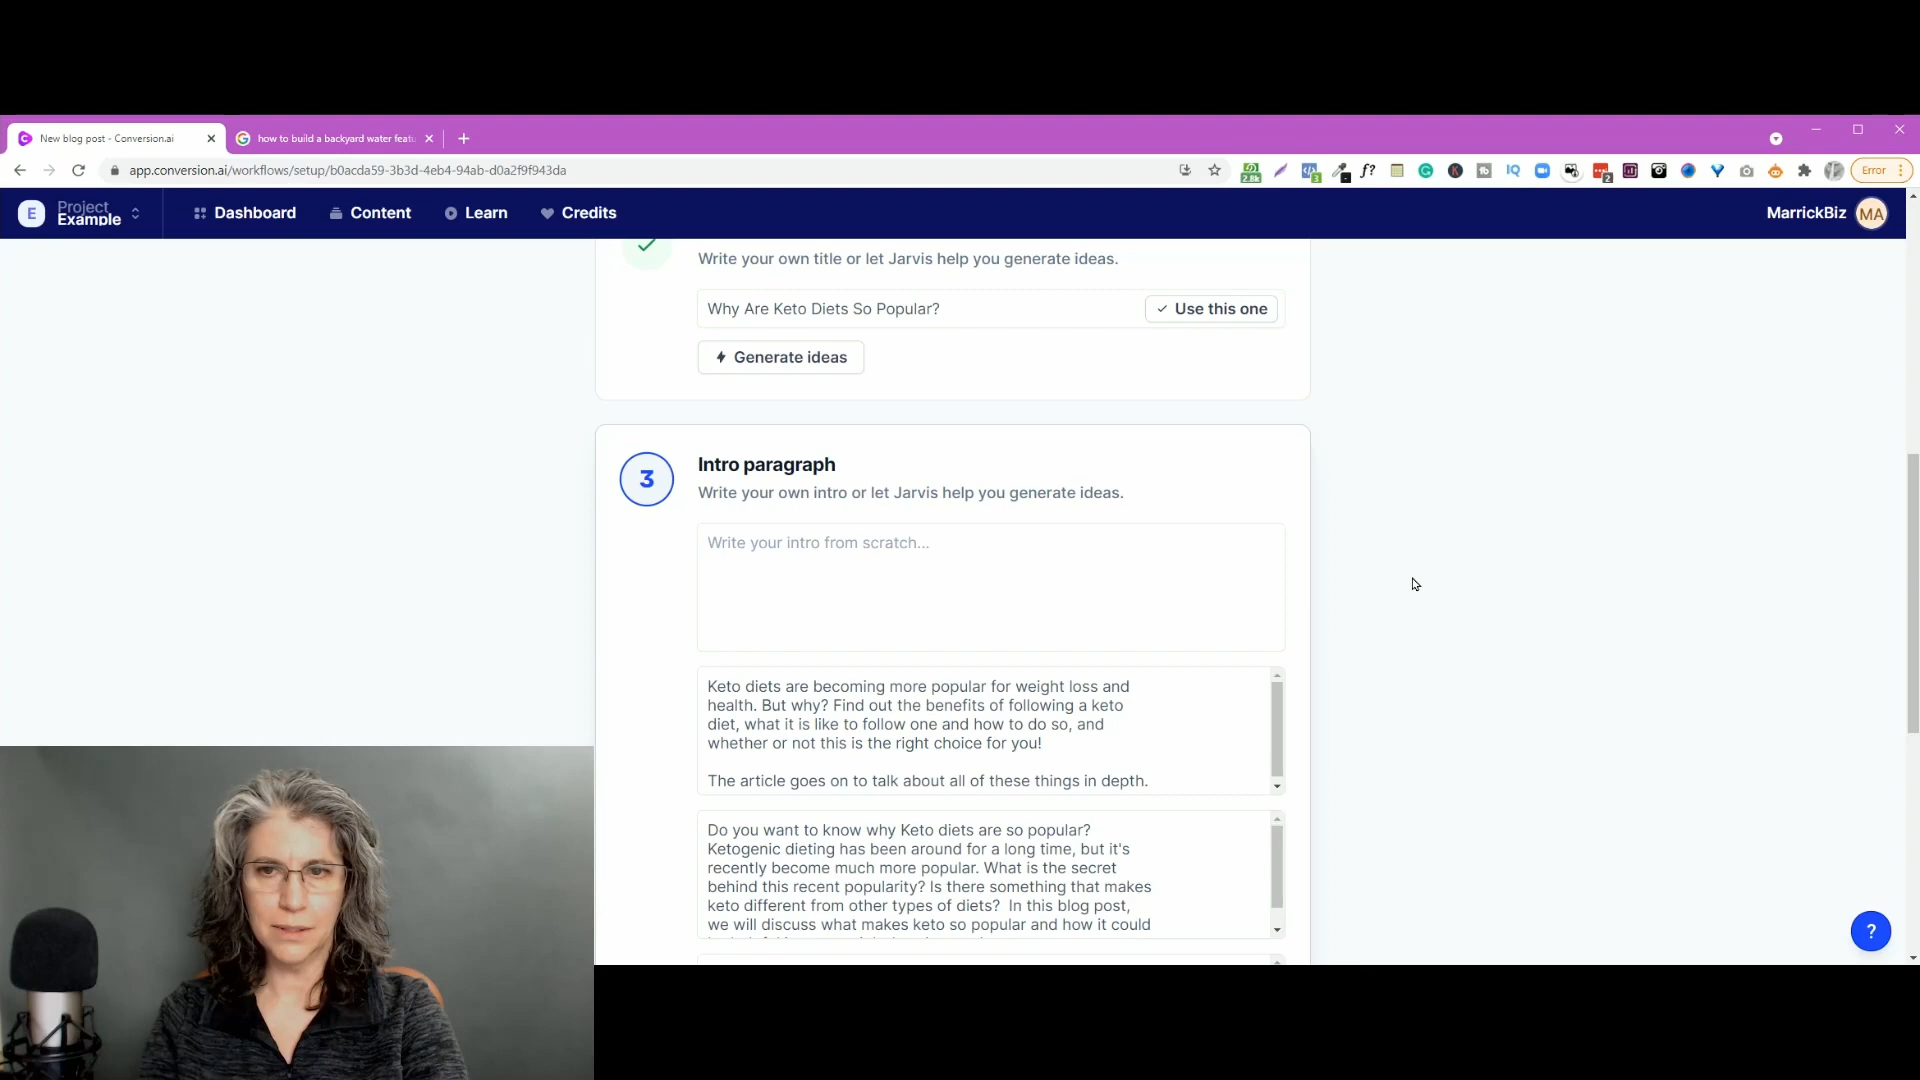 New blog post - Conversion.ai
how to build a backyard water featu
app.conversion.ai/workflows/setup/b0acda59-3b3d-4eb4-94ab-d0a2f9f943da
2.8k
3
f?
IQ
2
Error
E
Project
Example
Dashboard
Content
Learn
Credits
MarrickBiz
MA
Write your own title or let Jarvis help you generate ideas.
Why Are Keto Diets So Popular?
Use this one
Generate ideas
3
Intro paragraph
Write your own intro or let Jarvis help you generate ideas.
Write your intro from scratch...
Keto diets are becoming more popular for weight loss and
health. But why? Find out the benefits of following a keto
diet, what it is like to follow one and how to do so, and
whether or not this is the right choice for you!
The article goes on to talk about all of these things in depth.
Do you want to know why Keto diets are so popular?
Ketogenic dieting has been around for a long time, but it's
recently become much more popular. What is the secret
behind this recent popularity? Is there something that makes
keto different from other types of diets? In this blog post,
we will discuss what makes keto so popular and how it could
?